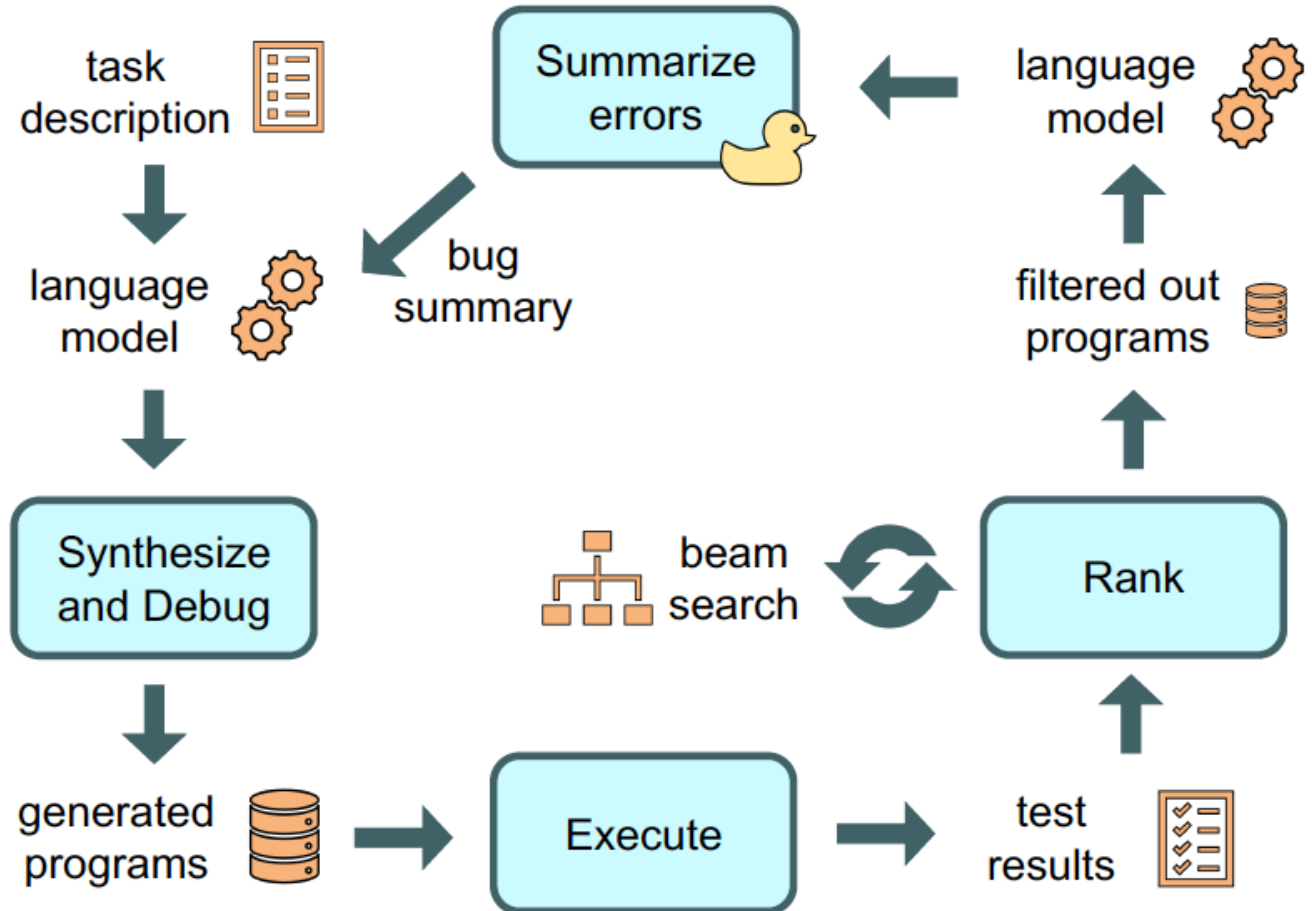 task
description
Summarize
errors
language
model
language
model
bug
summary
filtered out
programs
Synthesize
and Debug
beam
search
Rank
generated
programs
Execute
test
results